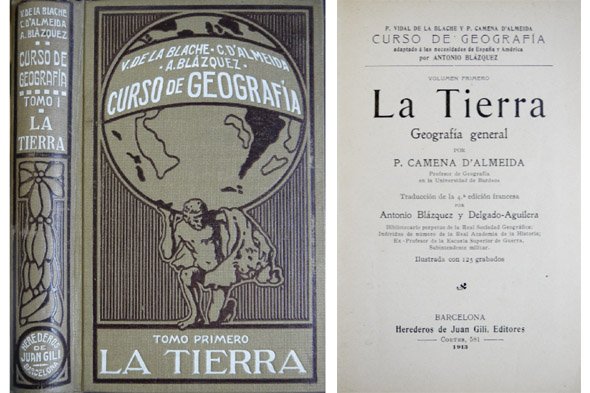 V. DE LA BLACHE
C. D'ALMEIDA
A. BLÁZQUEZ
CURSO DE
GEOGRAFÍA
TOMO I
LA
TIERRA
HEREDEROS
DE
JUAN GILI
BARCELONA
V. DE LA BLACHE - C. D'ALMEIDA
- A. BLÁZQUEZ -
CURSO DE GEOGRAFÍA
TOMO PRIMERO
LA TIERRA
P. VIDAL DE LA BLACHE Y P. CAMENA D'ALMEIDA
CURSO DE GEOGRAFÍA
adaptado á las necesidades de España y América
por ANTONIO BLÁZQUEZ
VOLUMEN PRIMERO
La Tierra
Geografía general
POR
P. CAMENA D'ALMEIDA
Profesor de Geografía
en la Universidad de Burdeos
Traducción de la 4.ª edición francesa
POR
Antonio Blázquez y Delgado-Aguilera
Bibliotecario perpetuo de la Real Sociedad Geográfica;
Individuo de número de la Real Academia de la Historia;
Ex-Profesor de la Escuela Superior de Guerra,
Subintendente militar.
Ilustrada con 125 grabados
BARCELONA
Herederos de Juan Gili, Editores
Cortes, 581
1913